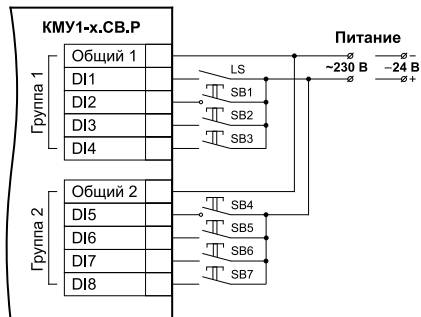 КМУ1-х.СВ.Р
Питание
Группа 1
Общий 1
DI1
DI2
DI3
DI4
LS
SB1
SB2
SB3
~230 В
⎓24 В
–
+
Группа 2
Общий 2
DI5
DI6
DI7
DI8
SB4
SB5
SB6
SB7